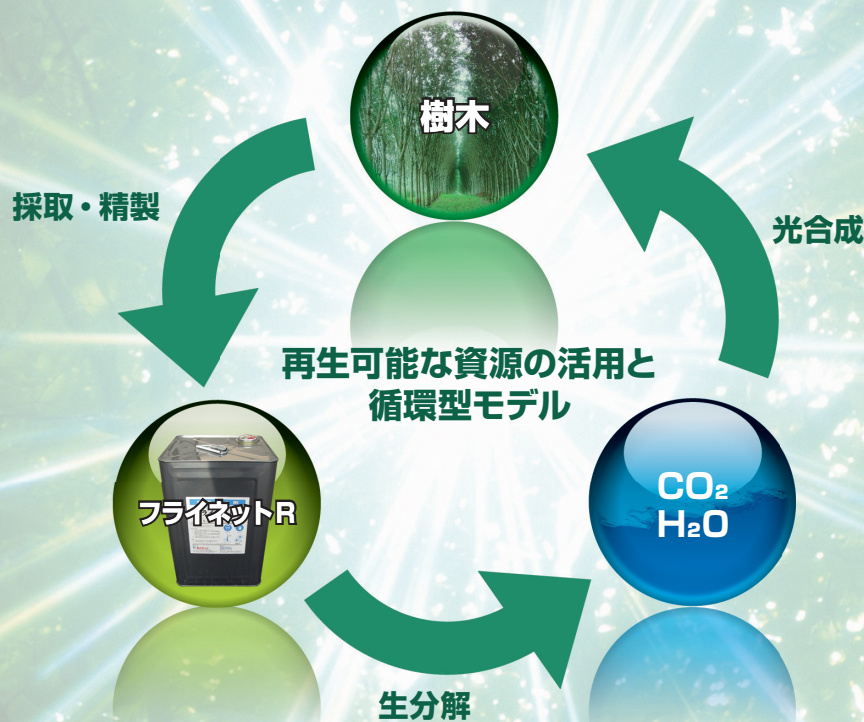 樹木
採取・精製
光合成
再生可能な資源の活用と
循環型モデル
フライネットR
CO₂
H₂O
生分解